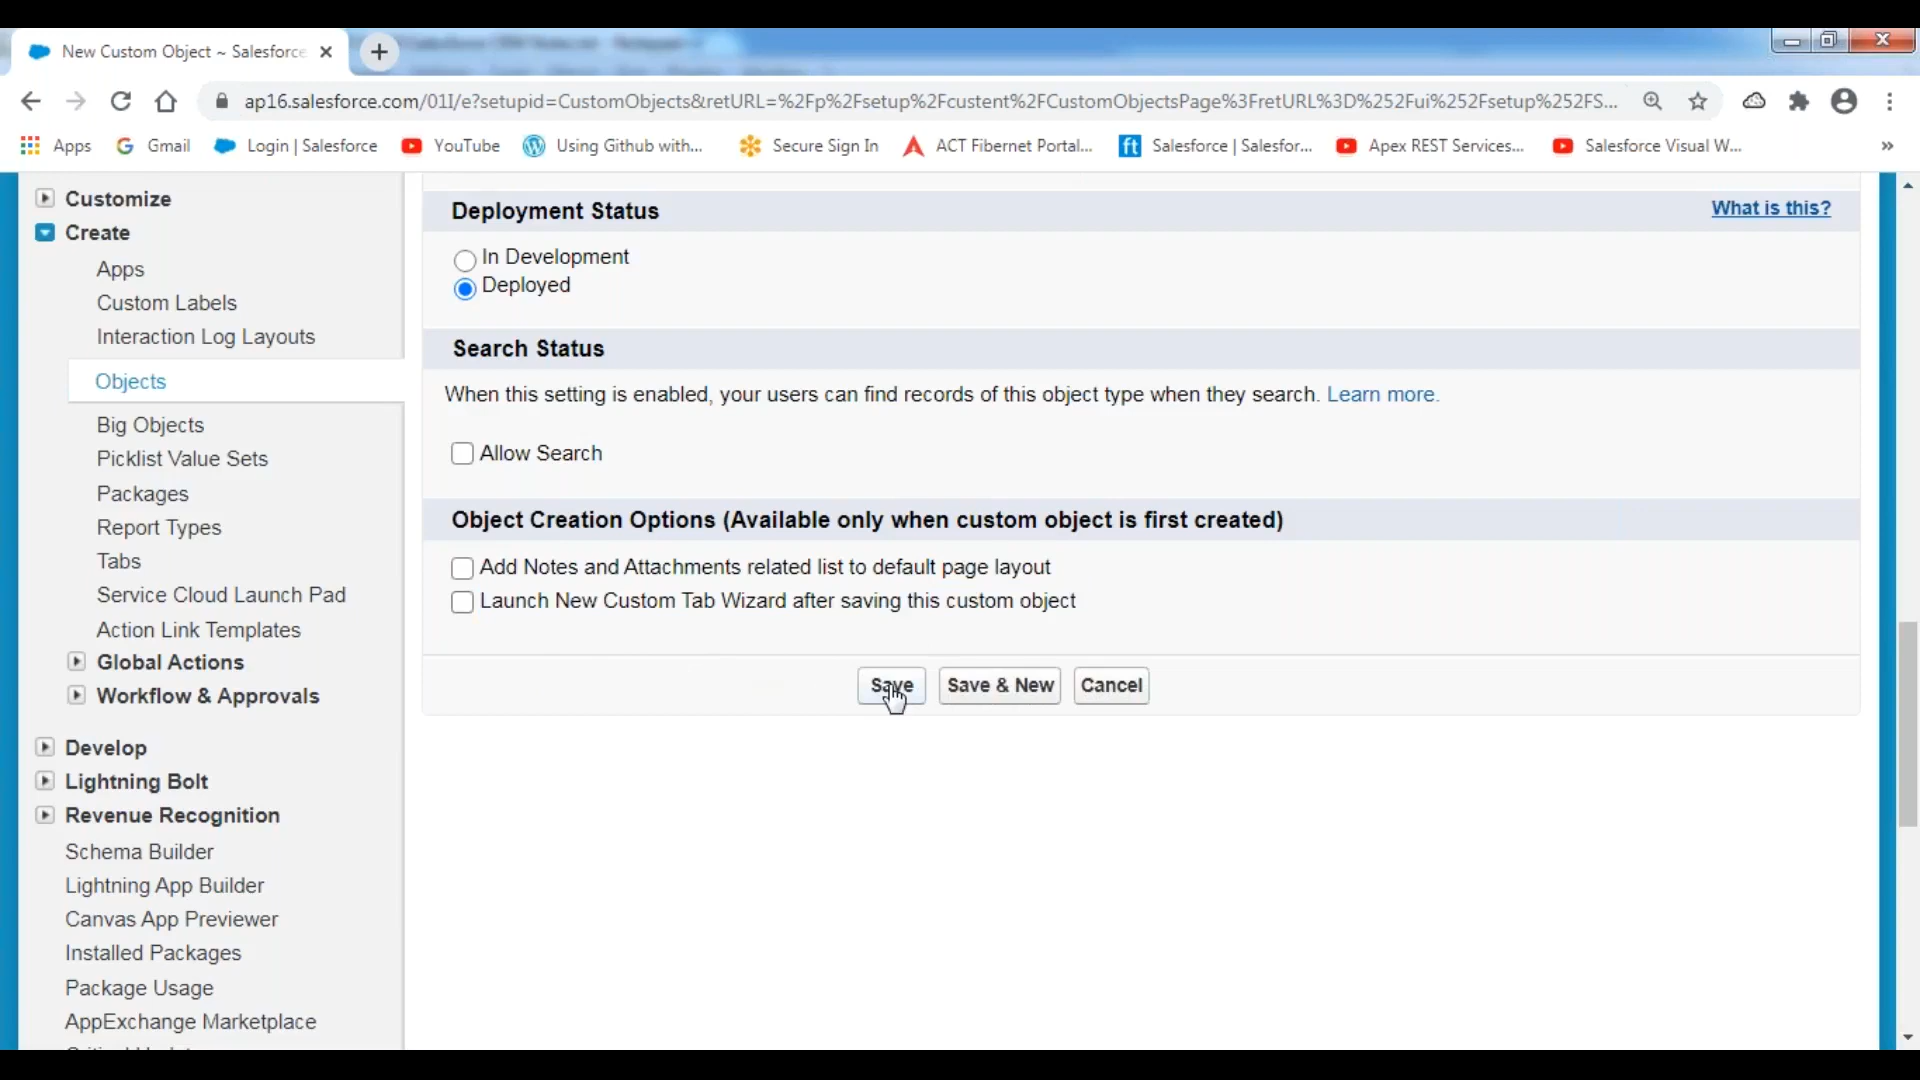 New Custom Object ~ Salesforce
ap16.salesforce.com/01I/e?setupid=CustomObjects&retURL=%2Fp%2Fsetup%2Fcustent%2FCustomObjectsPage%3FretURL%3D%252Fui%252Fsetup%252FS...
Apps
Gmail
Login | Salesforce
YouTube
Using Github with...
Secure Sign In
ACT Fibernet Portal...
ft
Salesforce | Salesfor...
Apex REST Services...
Salesforce Visual W...
»
Customize
Create
Apps
Custom Labels
Interaction Log Layouts
Objects
Big Objects
Picklist Value Sets
Packages
Report Types
Tabs
Service Cloud Launch Pad
Action Link Templates
Global Actions
Workflow & Approvals
Develop
Lightning Bolt
Revenue Recognition
Schema Builder
Lightning App Builder
Canvas App Previewer
Installed Packages
Package Usage
AppExchange Marketplace
Deployment Status
What is this?
In Development
Deployed
Search Status
When this setting is enabled, your users can find records of this object type when they search. Learn more.
Allow Search
Object Creation Options (Available only when custom object is first created)
Add Notes and Attachments related list to default page layout
Launch New Custom Tab Wizard after saving this custom object
Save
Save & New
Cancel